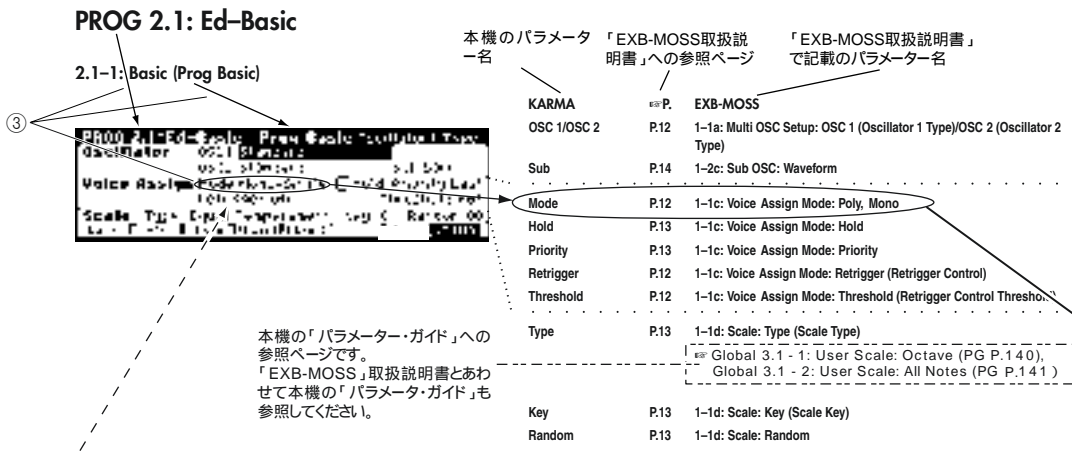 PROG 2.1: Ed–Basic
2.1–1: Basic (Prog Basic)
③
本機のパラメータ
ー名
「EXB-MOSS取扱説
明書」への参照ページ
「EXB-MOSS取扱説明書」
で記載のパラメーター名
KARMA ☞P. EXB-MOSS
OSC 1/OSC 2 P.12 1–1a: Multi OSC Setup: OSC 1 (Oscillator 1 Type)/OSC 2 (Oscillator 2
Type)
Sub P.14 1–2c: Sub OSC: Waveform
Mode P.12 1–1c: Voice Assign Mode: Poly, Mono
Hold P.13 1–1c: Voice Assign Mode: Hold
Priority P.13 1–1c: Voice Assign Mode: Priority
Retrigger P.12 1–1c: Voice Assign Mode: Retrigger (Retrigger Control)
Threshold P.12 1–1c: Voice Assign Mode: Threshold (Retrigger Control
Type P.13 1–1d: Scale: Type (Scale Type)
☞ Global 3.1 - 1: User Scale: Octave (PG P.140),
Global 3.1 - 2: User Scale: All Notes (PG P.141 )
Key P.13 1–1d: Scale: Key (Scale Key)
Random P.13 1–1d: Scale: Random
本機の「パラメーター・ガイド」への
参照ページです。
「EXB-MOSS」取扱説明書とあわ
せて本機の「パラメータ・ガイド」も
参照してください。
PROG 2.1:Ed-Basic Prog Basic
Oscillator
Voice Assign
Scale Type